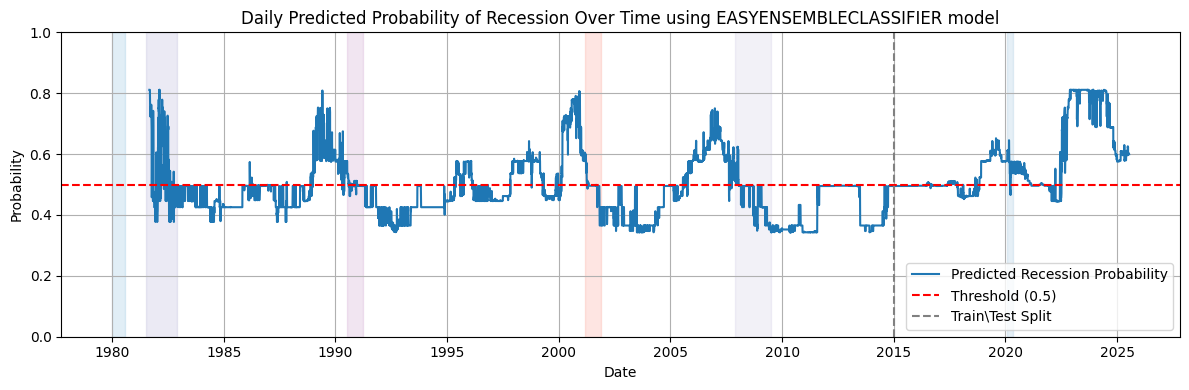 Daily Predicted Probability of Recession Over Time using EASYENSEMBLECLASSIFIER model
Probability
1.0
0.8
0.6
0.4
0.2
0.0
Predicted Recession Probability
Threshold (0.5)
Train\Test Split
1980 1985 1990 1995 2000 2005 2010 2015 2020 2025
Date